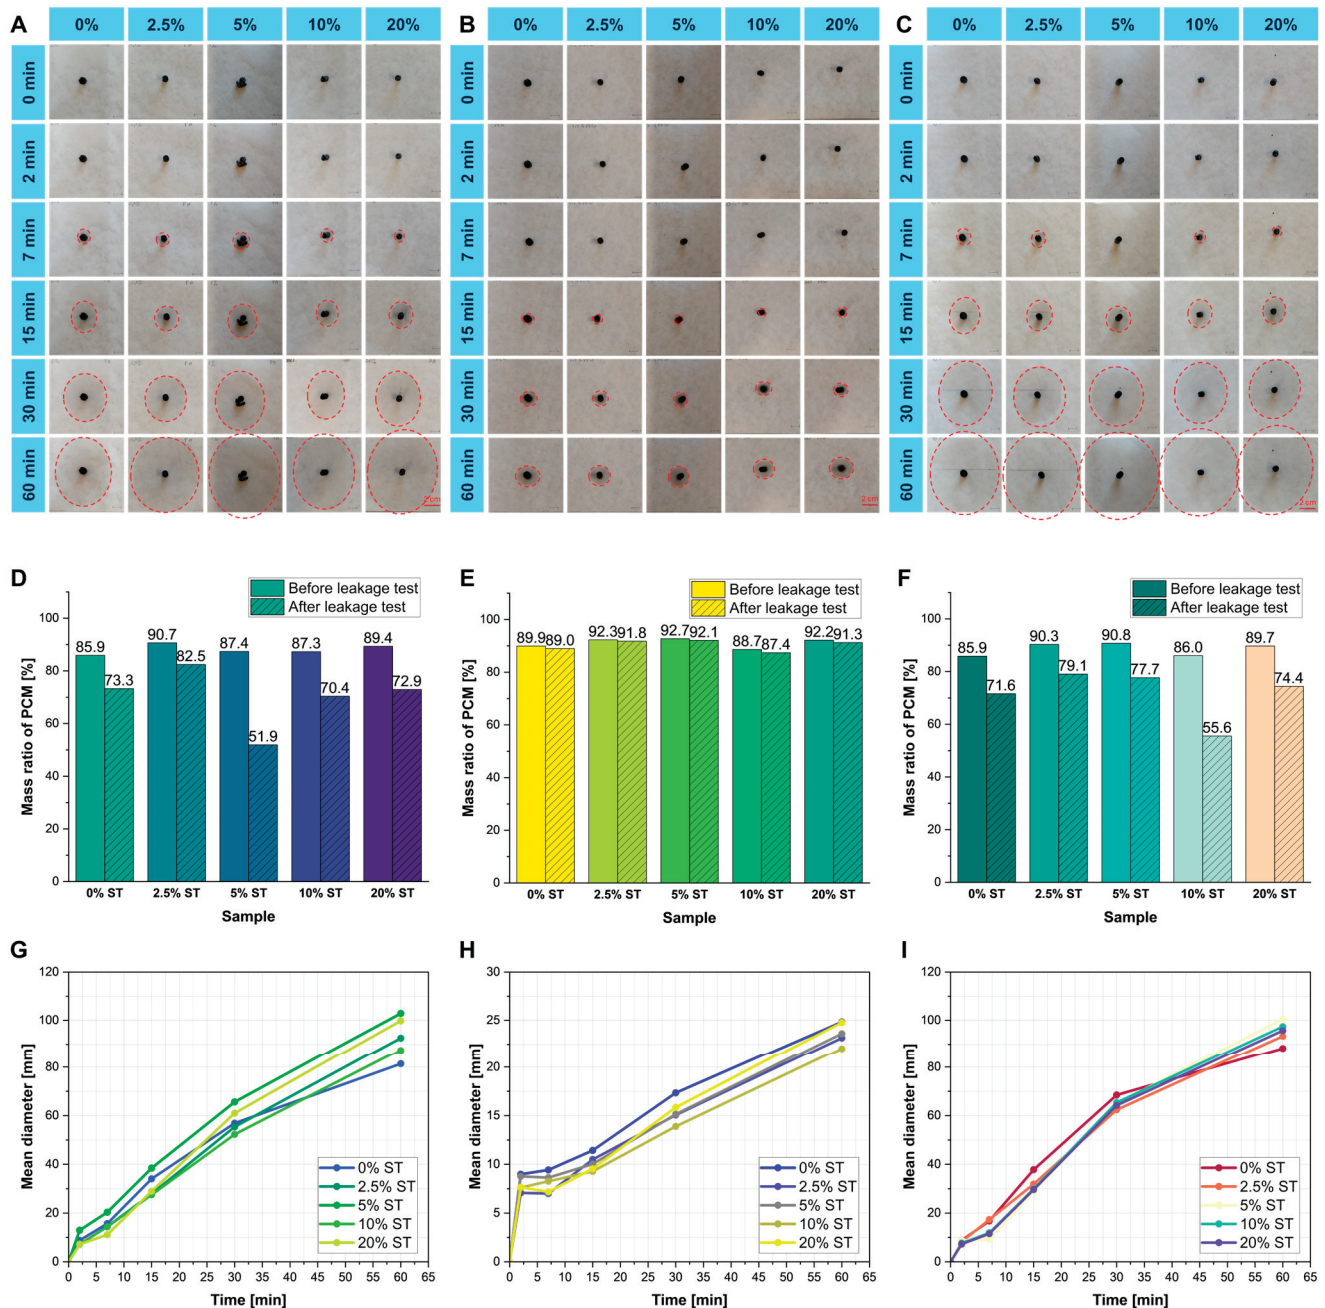 A 0% 2.5% 5% 10% 20%
0 min
2 min
7 min
15 min
30 min
60 min
2 cm
B 0% 2.5% 5% 10% 20%
0 min
2 min
7 min
15 min
30 min
60 min
2 cm
C 0% 2.5% 5% 10% 20%
0 min
2 min
7 min
15 min
30 min
60 min
2 cm
D
Before leakage test
After leakage test
Mass ratio of PCM [%]
100
80
60
40
20
0
85.9 73.3 90.7 82.5 87.4 51.9 87.3 70.4 89.4 72.9
0% ST 2.5% ST 5% ST 10% ST 20% ST
Sample
E
Before leakage test
After leakage test
Mass ratio of PCM [%]
100
80
60
40
20
0
89.9 89.0 92.3 91.8 92.7 92.1 88.7 87.4 92.2 91.3
0% ST 2.5% ST 5% ST 10% ST 20% ST
Sample
F
Before leakage test
After leakage test
Mass ratio of PCM [%]
100
80
60
40
20
0
85.9 71.6 90.3 79.1 90.8 77.7 86.0 55.6 89.7 74.4
0% ST 2.5% ST 5% ST 10% ST 20% ST
Sample
G
Mean diameter [mm]
120
100
80
60
40
20
0
0% ST
2.5% ST
5% ST
10% ST
20% ST
0 5 10 15 20 25 30 35 40 45 50 55 60 65
Time [min]
H
Mean diameter [mm]
30
25
20
15
10
5
0
0% ST
2.5% ST
5% ST
10% ST
20% ST
0 5 10 15 20 25 30 35 40 45 50 55 60 65
Time [min]
I
Mean diameter [mm]
120
100
80
60
40
20
0
0% ST
2.5% ST
5% ST
10% ST
20% ST
0 5 10 15 20 25 30 35 40 45 50 55 60 65
Time [min]